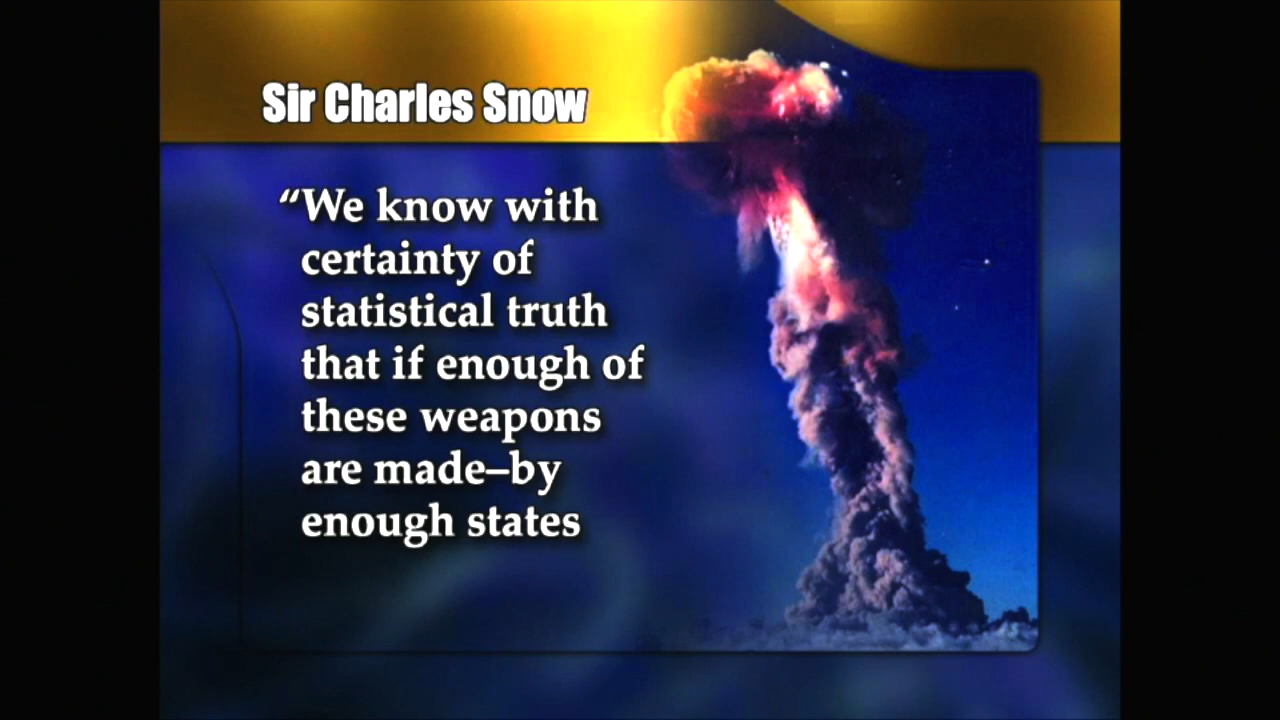 Sir Charles Snow
“We know with
certainty of
statistical truth
that if enough of
these weapons
are made–by
enough states